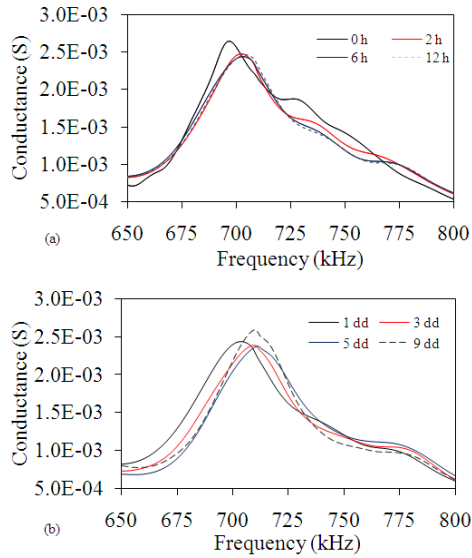 3.0E-03
2.5E-03
2.0E-03
1.5E-03
1.0E-03
5.0E-04
Conductance (S)
0 h
2 h
6 h
12 h
650 675 700 725 750 775 800
(a)
Frequency (kHz)
3.0E-03
2.5E-03
2.0E-03
1.5E-03
1.0E-03
5.0E-04
Conductance (S)
1 dd
3 dd
5 dd
9 dd
650 675 700 725 750 775 800
(b)
Frequency (kHz)